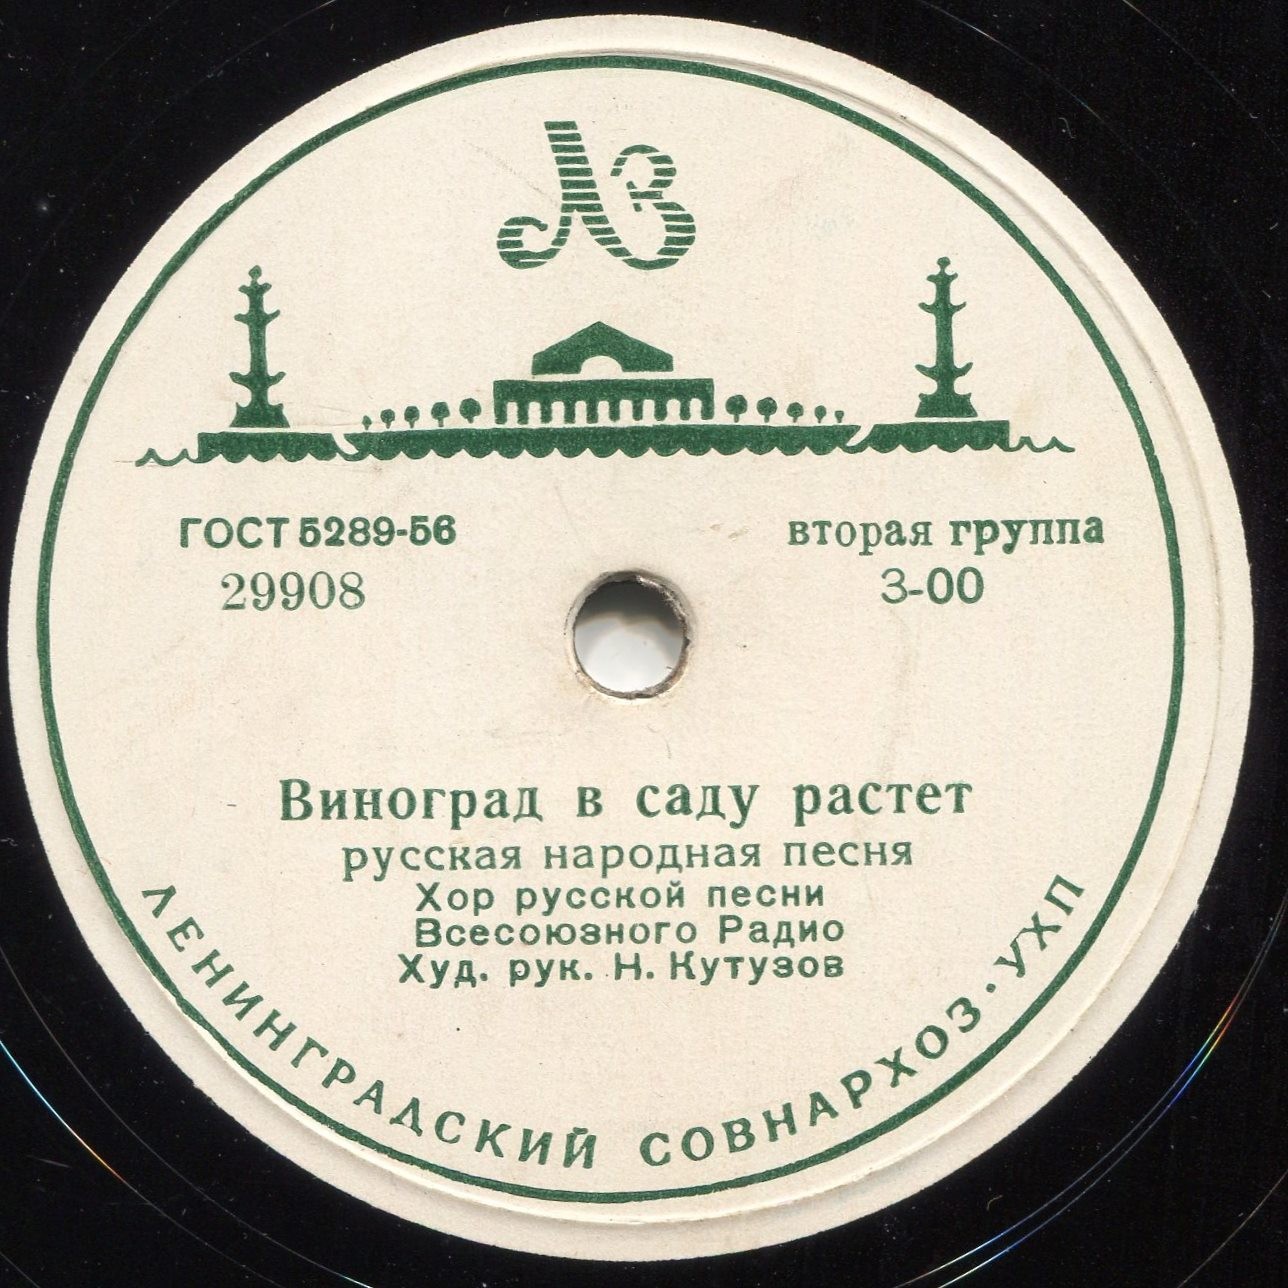 ЛЗ
ГОСТ 5289-56
29908
вторая группа
3-00
Виноград в саду растет
русская народная песня
Хор русской песни
Всесоюзного Радио
Худ. рук. Н. Кутузов
ЛЕНИНГРАДСКИЙ СОВНАРХОЗ·УХП